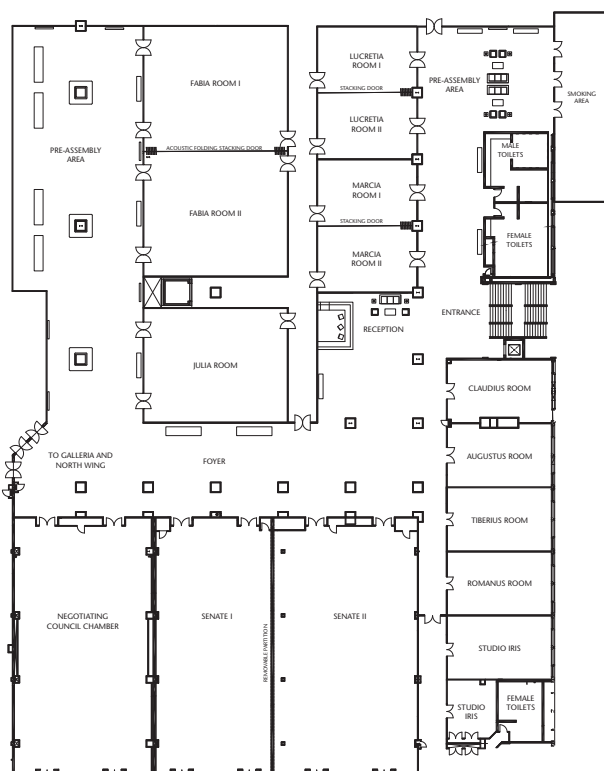 LUCRETIA
ROOM I
FABIA ROOM I
PRE-ASSEMBLY
AREA
SMOKING
AREA
STACKING DOOR
LUCRETIA
ROOM II
PRE-ASSEMBLY
AREA
ACOUSTIC FOLDING STACKING DOOR
MALE
TOILETS
MARCIA
ROOM I
FABIA ROOM II
STACKING DOOR
FEMALE
TOILETS
MARCIA
ROOM II
ENTRANCE
RECEPTION
JULIA ROOM
CLAUDIUS ROOM
TO GALLERIA AND
NORTH WING
FOYER
AUGUSTUS ROOM
TIBERIUS ROOM
ROMANUS ROOM
NEGOTIATING
COUNCIL CHAMBER
SENATE I
REMOVABLE PARTITION
SENATE II
STUDIO IRIS
STUDIO
IRIS
FEMALE
TOILETS